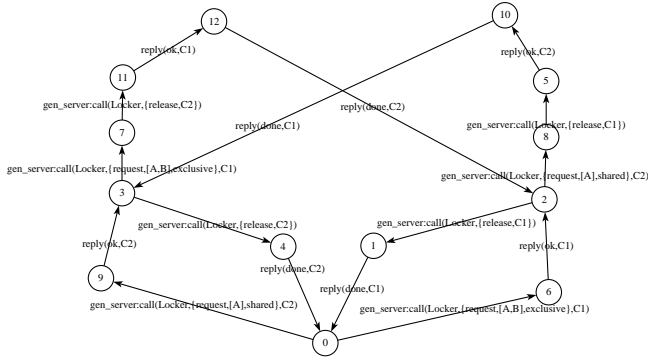 12
10
reply(ok,C1)
reply(ok,C2)
11
5
gen_server:call(Locker,{release,C2})
reply(done,C2)
reply(done,C1)
gen_server:call(Locker,{release,C1})
7
8
gen_server:call(Locker,{request,[A,B],exclusive},C1)
gen_server:call(Locker,{request,[A],shared},C2)
3
2
gen_server:call(Locker,{release,C2})
gen_server:call(Locker,{release,C1})
reply(ok,C2)
4
1
reply(ok,C1)
reply(done,C2)
9
reply(done,C1)
6
gen_server:call(Locker,{request,[A],shared},C2)
gen_server:call(Locker,{request,[A,B],exclusive},C1)
0